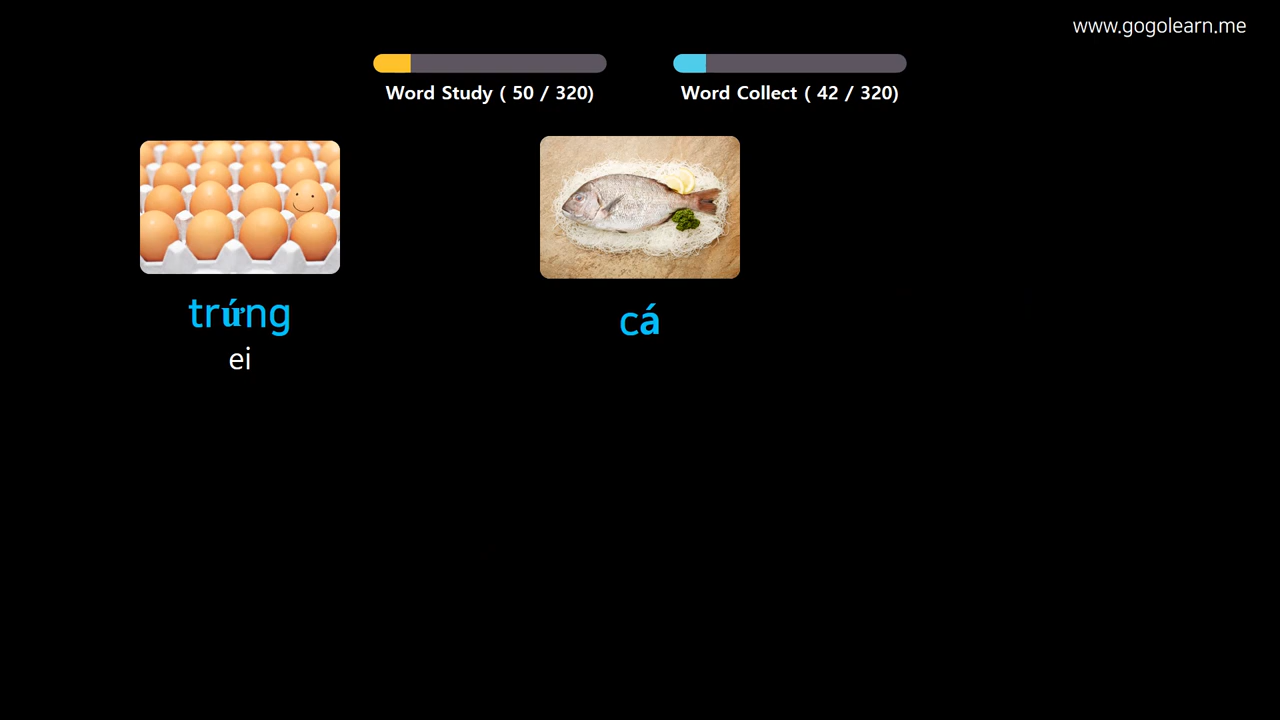 www.gogolearn.me
Word Study ( 50 / 320)
Word Collect ( 42 / 320)
trứng
cá
ei